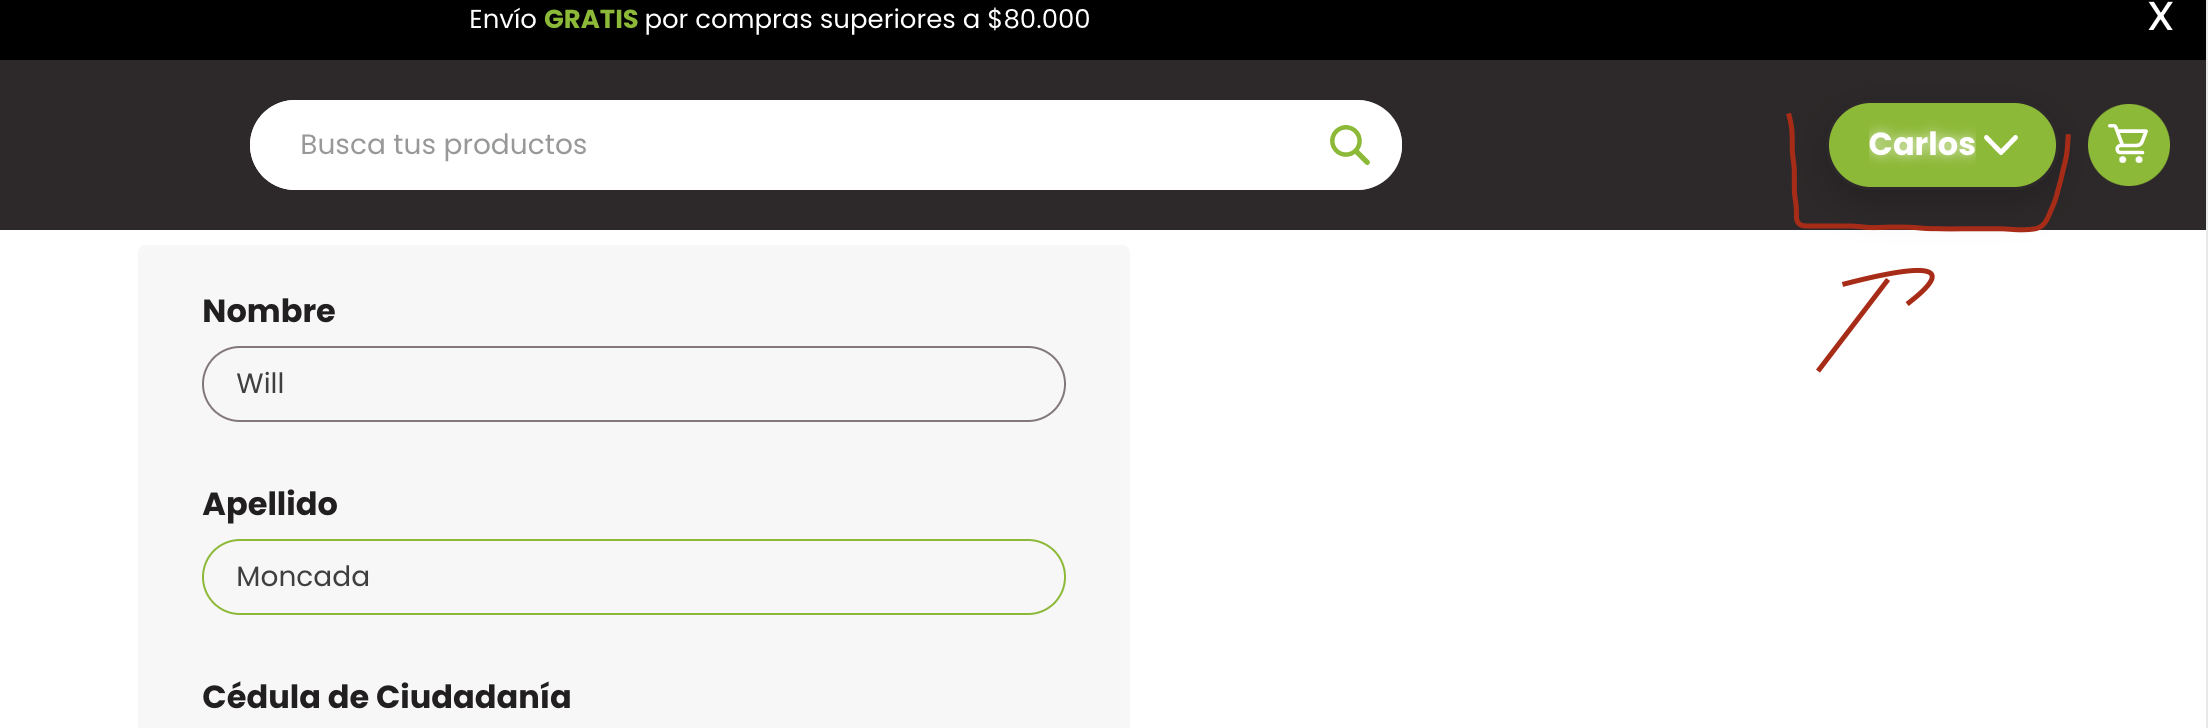 Envío GRATIS por compras superiores a $80.000
X
Busca tus productos
Carlos
Nombre
Will
Apellido
Moncada
Cédula de Ciudadanía